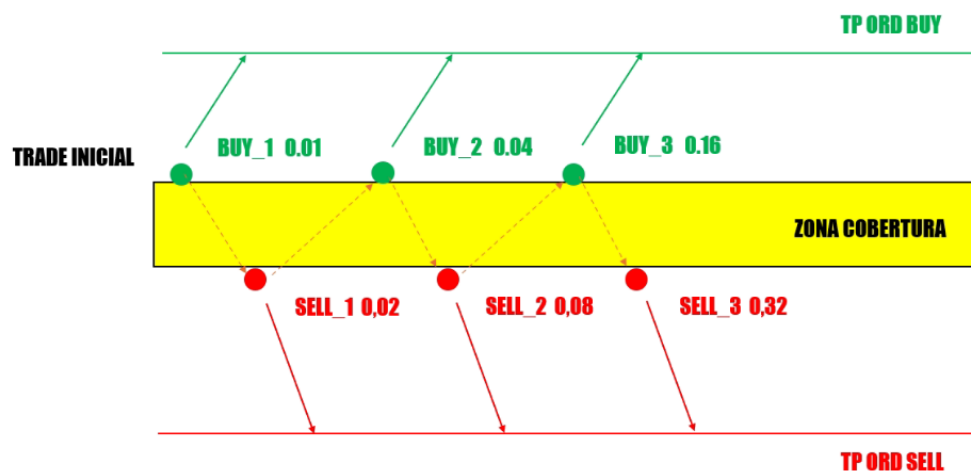 TP ORD BUY
TRADE INICIAL
BUY_1 0.01
BUY_2 0.04
BUY_3 0.16
ZONA COBERTURA
SELL_1 0,02
SELL_2 0,08
SELL_3 0,32
TP ORD SELL